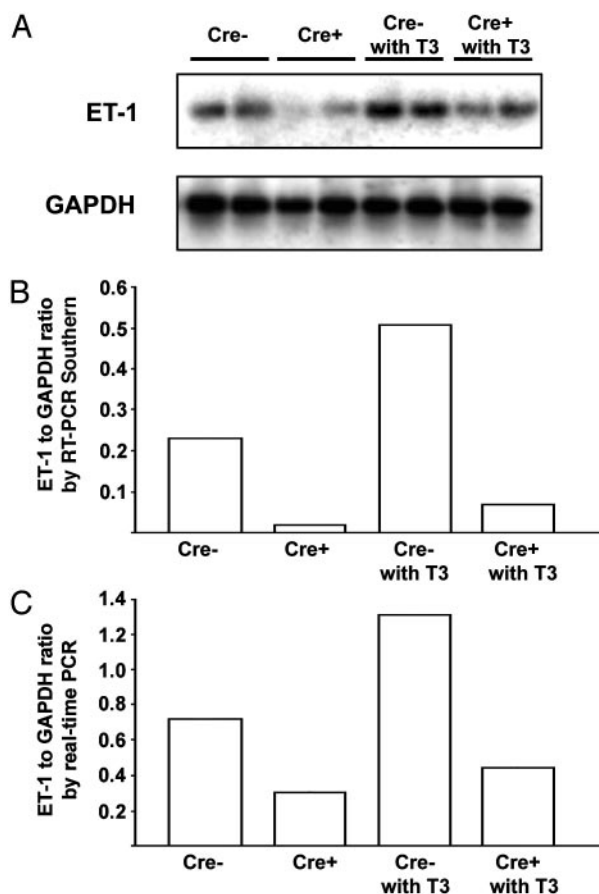 A
Cre-
Cre+
Cre-
with T3
Cre+
with T3
ET-1
GAPDH
B
ET-1 to GAPDH ratio
by RT-PCR Southern
0.6
0.5
0.3
0.2
0.1
Cre-
Cre+
Cre-
with T3
Cre+
with T3
C
ET-1 to GAPDH ratio
by real-time PCR
1.4
1.2
1.0
0.8
0.6
0.4
0.2
Cre-
Cre+
Cre-
with T3
Cre+
with T3